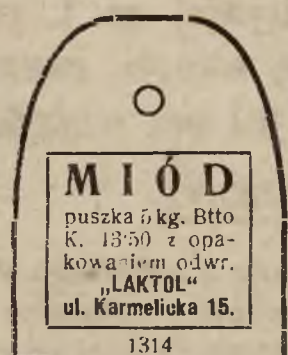 MIÓD
puszka 5 kg. Btto
K. 13·50 z opa-
kowaniem odwr.
„LAKTOL“
ul. Karmelicka 15.
1314